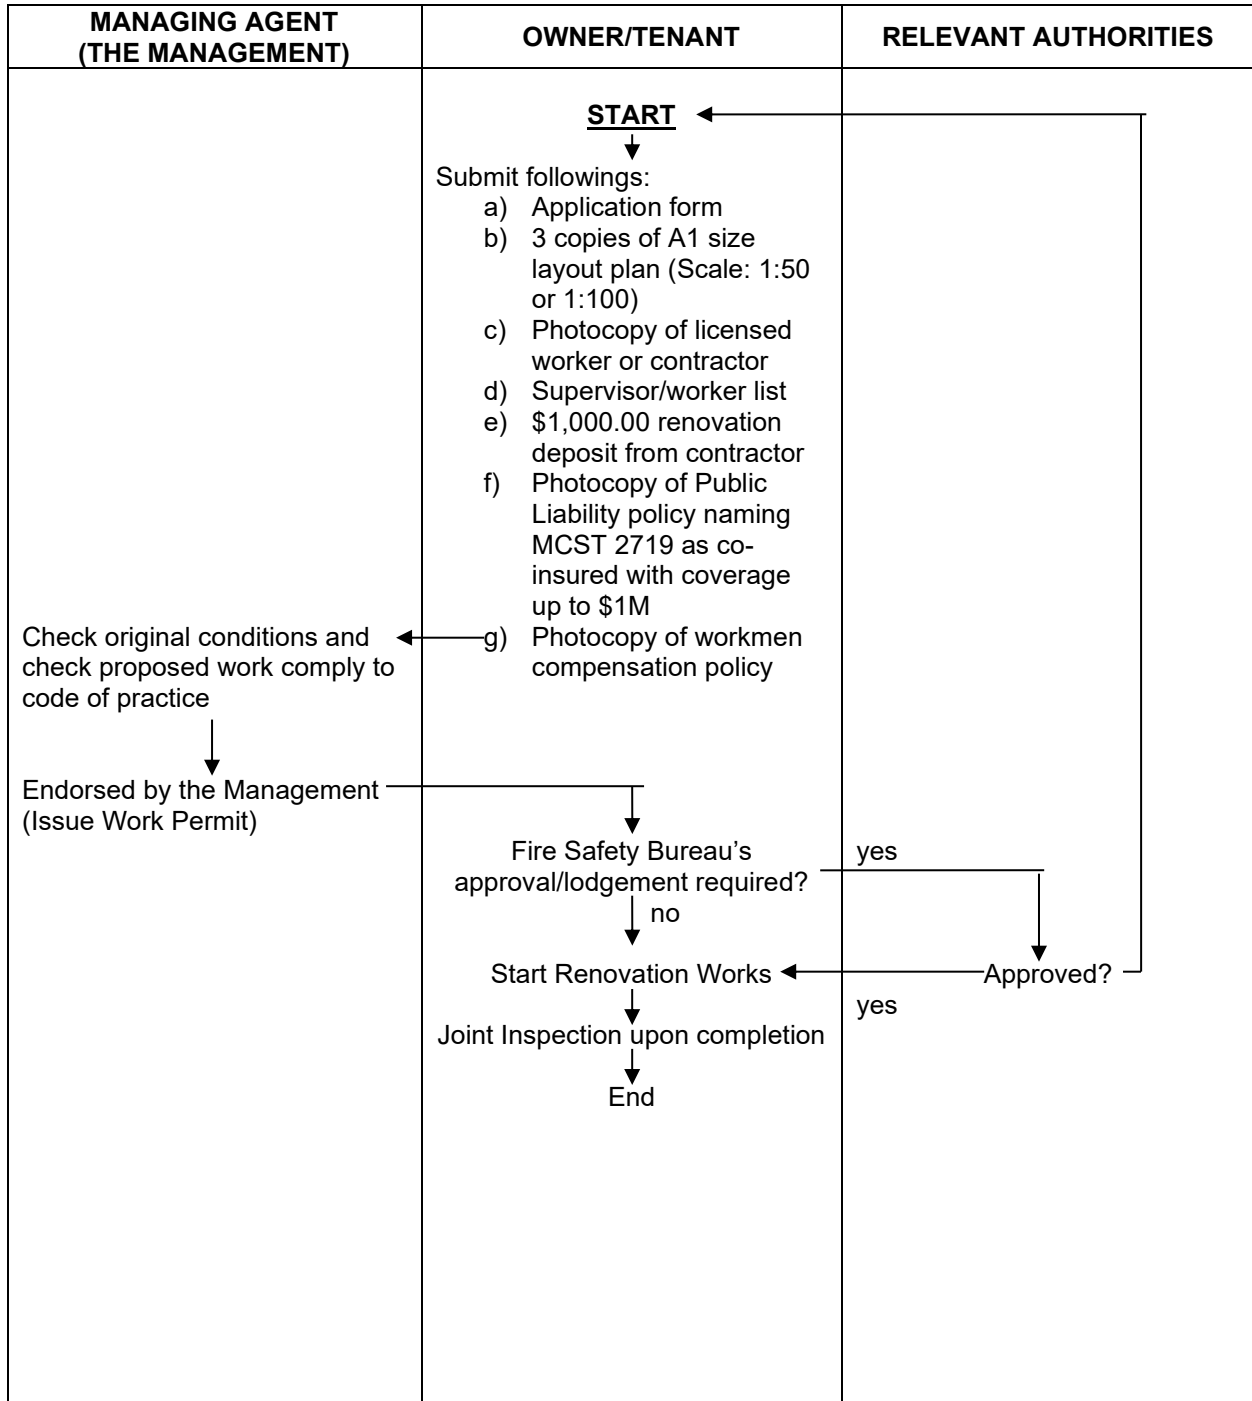 MANAGING AGENT
(THE MANAGEMENT)
OWNER/TENANT
RELEVANT AUTHORITIES
START
Submit followings:
a) Application form
b) 3 copies of A1 size
layout plan (Scale: 1:50
or 1:100)
c) Photocopy of licensed
worker or contractor
d) Supervisor/worker list
e) $1,000.00 renovation
deposit from contractor
f) Photocopy of Public
Liability policy naming
MCST 2719 as co-
insured with coverage
up to $1M
g) Photocopy of workmen
compensation policy
Check original conditions and
check proposed work comply to
code of practice
Endorsed by the Management
(Issue Work Permit)
Fire Safety Bureau’s
approval/lodgement required?
yes
no
Approved?
yes
Start Renovation Works
Joint Inspection upon completion
End